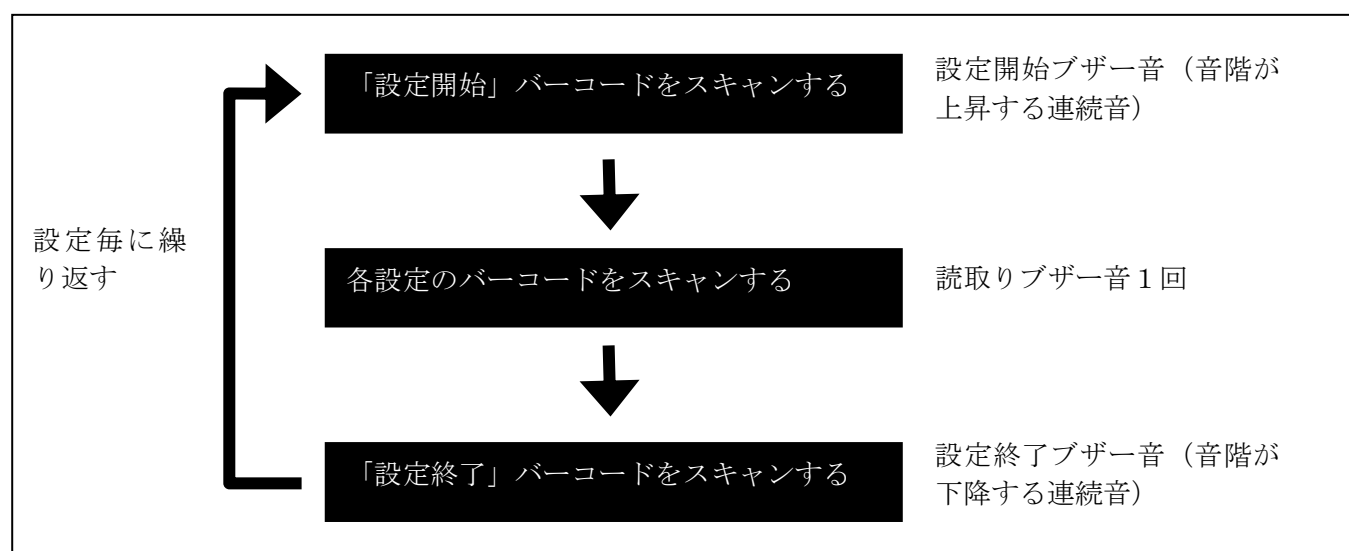 「設定開始」バーコードをスキャンする
設定開始ブザー音（音階が
上昇する連続音）
設定毎に繰
り返す
各設定のバーコードをスキャンする
読取りブザー音１回
「設定終了」バーコードをスキャンする
設定終了ブザー音（音階が
下降する連続音）